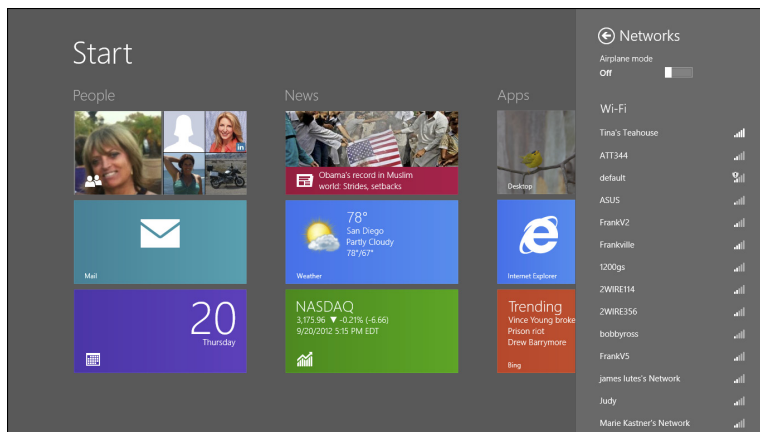 Start
People
News
Apps
in
Obama's record in Muslim
world: Strides, setbacks
Desktop
Mail
78°
San Diego
Partly Cloudy
78°/67°
Weather
Internet Explorer
20
Thursday
NASDAQ
3,175.96 ▼ -0.21% (-6.66)
9/20/2012 5:15 PM EDT
Trending
Vince Young broke
Prison riot
Drew Barrymore
Bing
Networks
Airplane mode
Off
Wi-Fi
Tina's Teahouse
ATT344
default
ASUS
FrankV2
Frankville
1200gs
2WIRE114
2WIRE356
bobbyross
FrankV5
james lutes's Network
Judy
Marie Kastner's Network